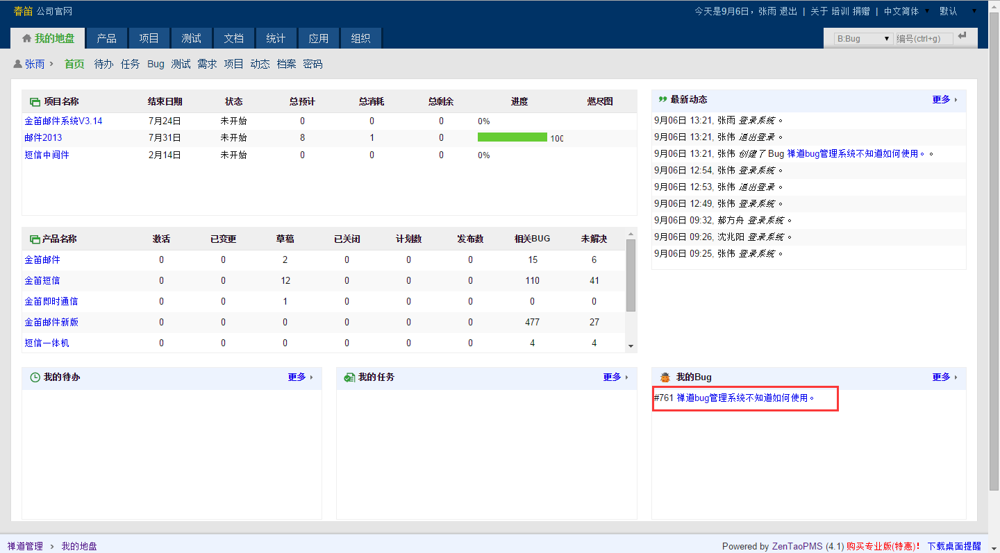 春笛 公司官网 今天是9月6日，张雨 退出 | 关于 培训 捐赠 | 中文简体 ▼ 默认 ▼
我的地盘 产品 项目 测试 文档 统计 应用 组织 B:Bug ▼ 编号(ctrl+g)
张雨 › 首页 待办 任务 Bug 测试 需求 项目 动态 档案 密码
项目名称 结束日期 状态 总预计 总消耗 总剩余 进度 燃尽图
金笛邮件系统V3.14 7月24日 未开始 0 0 0 0%
邮件2013 7月31日 未开始 8 1 0 100
短信中间件 2月14日 未开始 0 0 0 0%
最新动态 更多
9月06日 13:21, 张雨 登录系统。
9月06日 13:21, 张伟 退出登录。
9月06日 13:21, 张伟 创建了 Bug 禅道bug管理系统不知道如何使用。。
9月06日 12:54, 张伟 登录系统。
9月06日 12:53, 张伟 退出登录。
9月06日 12:49, 张伟 登录系统。
9月06日 09:32, 郝方舟 登录系统。
9月06日 09:26, 沈兆阳 登录系统。
9月06日 09:25, 张伟 登录系统。
产品名称 激活 已变更 草稿 已关闭 计划数 发布数 相关BUG 未解决
金笛邮件 0 0 2 0 0 0 15 6
金笛短信 0 0 12 0 0 0 110 41
金笛即时通信 0 0 1 0 0 0 0 0
金笛邮件新版 0 0 0 0 0 0 477 27
短信一体机 0 0 0 0 0 0 4 4
我的待办 更多
我的任务 更多
我的Bug 更多
#761 禅道bug管理系统不知道如何使用。
禅道管理 › 我的地盘 Powered by ZenTaoPMS (4.1) 购买专业版(特惠)！ 下载桌面提醒